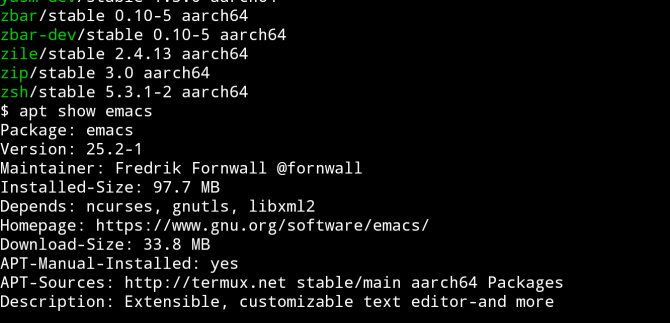 zbar/stable 0.10-5 aarch64
zbar-dev/stable 0.10-5 aarch64
zile/stable 2.4.13 aarch64
zip/stable 3.0 aarch64
zsh/stable 5.3.1-2 aarch64
$ apt show emacs
Package: emacs
Version: 25.2-1
Maintainer: Fredrik Fornwall @fornwall
Installed-Size: 97.7 MB
Depends: ncurses, gnutls, libxml2
Homepage: https://www.gnu.org/software/emacs/
Download-Size: 33.8 MB
APT-Manual-Installed: yes
APT-Sources: http://termux.net stable/main aarch64 Packages
Description: Extensible, customizable text editor-and more